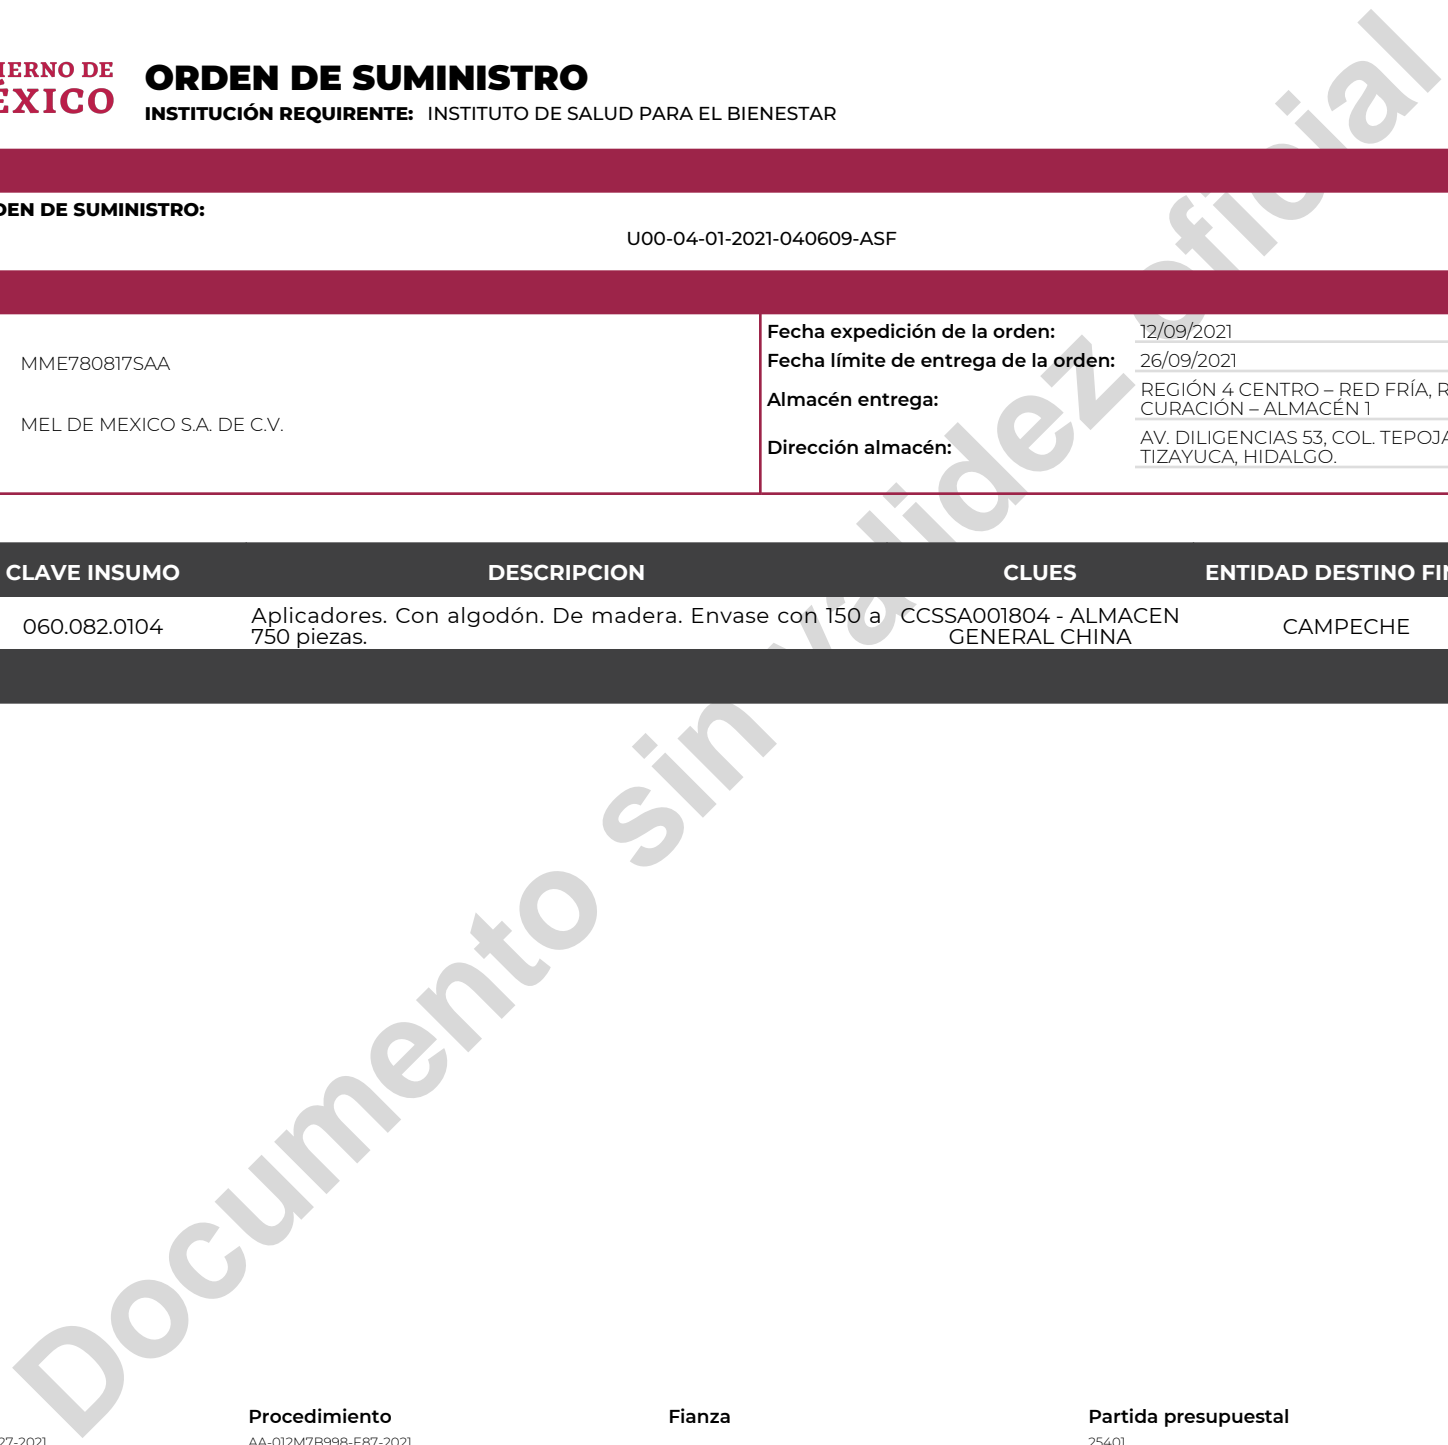 ORDEN DE SUMINISTRO
INSTITUCIÓN REQUIRENTE: INSTITUTO DE SALUD PARA EL BIENESTAR
IERNO DE
ÉXICO
DEN DE SUMINISTRO:
U00-04-01-2021-040609-ASF
MME780817SAA
MEL DE MEXICO S.A. DE C.V.
Fecha expedición de la orden: 12/09/2021
Fecha límite de entrega de la orden: 26/09/2021
Almacén entrega: REGIÓN 4 CENTRO – RED FRÍA, R
CURACIÓN – ALMACÉN 1
Dirección almacén: AV. DILIGENCIAS 53, COL. TEPOJA
TIZAYUCA, HIDALGO.
CLAVE INSUMO DESCRIPCION CLUES ENTIDAD DESTINO FIN
060.082.0104 Aplicadores. Con algodón. De madera. Envase con 150 a CCSSA001804 - ALMACEN CAMPECHE
750 piezas. GENERAL CHINA
Documento sin validez oficial
Procedimiento Fianza Partida presupuestal
27-2021 AA-012M7B998-E87-2021 25401